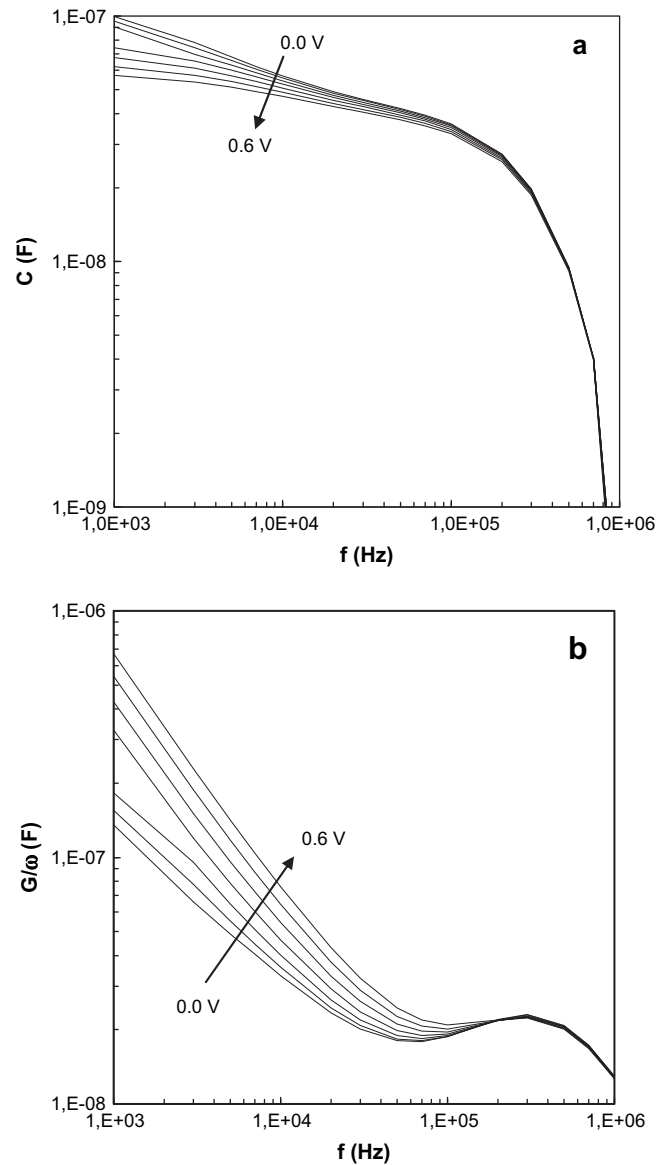 1,E-07
0.0 V
a
0.6 V
C (F)
1,E-08
1,E-09
1,0E+03
1,0E+04
1,0E+05
1,0E+06
f (Hz)
1,E-06
b
0.6 V
G/ω (F)
1,E-07
0.0 V
1,E-08
1,E+03
1,E+04
1,E+05
1,E+06
f (Hz)